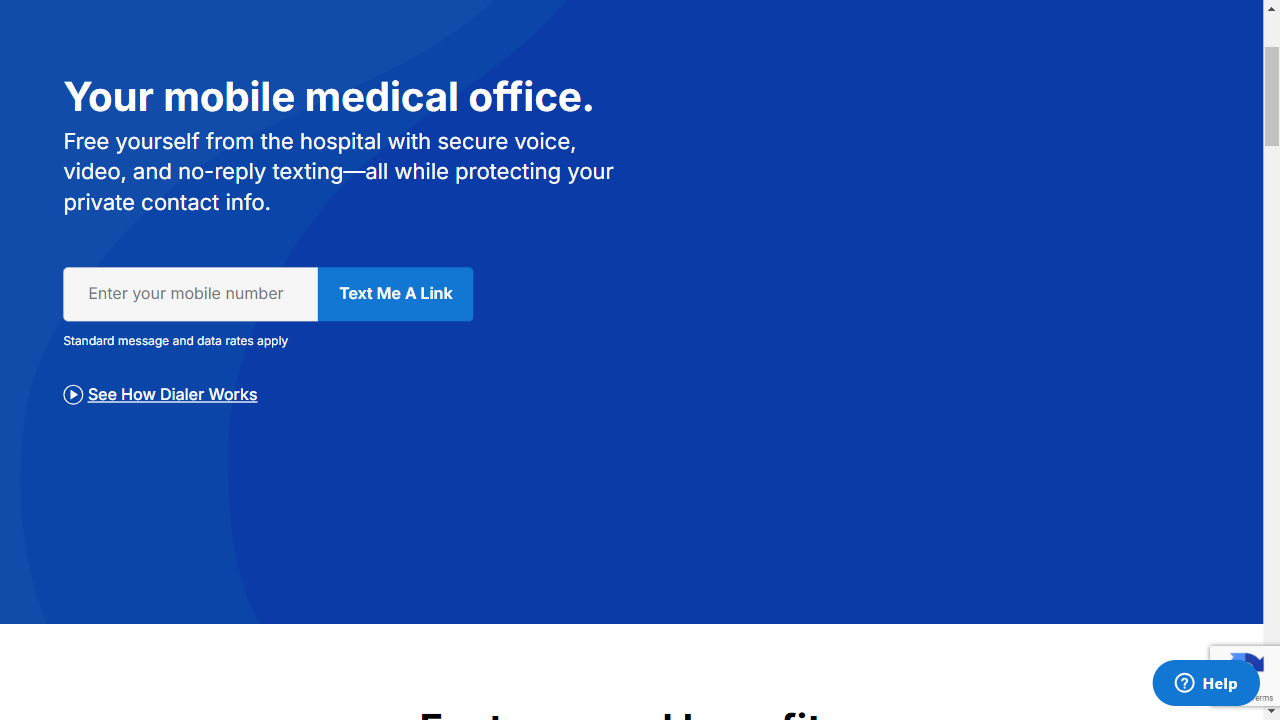 Your mobile medical office.
Free yourself from the hospital with secure voice,
video, and no-reply texting—all while protecting your
private contact info.
Enter your mobile number
Text Me A Link
Standard message and data rates apply
See How Dialer Works
Help